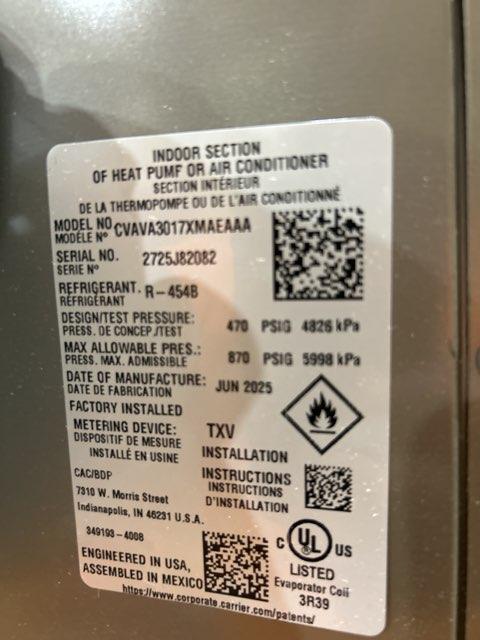 INDOOR SECTION
OF HEAT PUMP OR AIR CONDITIONER
SECTION INTÉRIEUR
DE LA THERMOPOMPE OU DE L'AIR CONDITIONNÉ
MODEL NO. CVAVA3017XMAEAAA
MODÈLE Nº
SERIAL NO. 2725J82082
SERIE Nº
REFRIGERANT. R-454B
RÉFRIGÉRANT
DESIGN/TEST PRESSURE: 470 PSIG 4826 kPa
PRESS. DE CONCEP./TEST
MAX ALLOWABLE PRES.: 870 PSIG 5998 kPa
PRESS. MAX. ADMISSIBLE
DATE OF MANUFACTURE: JUN 2025
DATE DE FABRICATION
FACTORY INSTALLED
METERING DEVICE: TXV
DISPOSITIF DE MESURE
INSTALLÉ EN USINE
INSTALLATION
INSTRUCTIONS
INSTRUCTIONS
D'INSTALLATION
CAC/BDP
7310 W. Morris Street
Indianapolis, IN 46231 U.S.A.
349193-4008
ENGINEERED IN USA,
ASSEMBLED IN MEXICO
C UL US
LISTED
Evaporator Coil
3R39
https://www.corporate.carrier.com/patents/